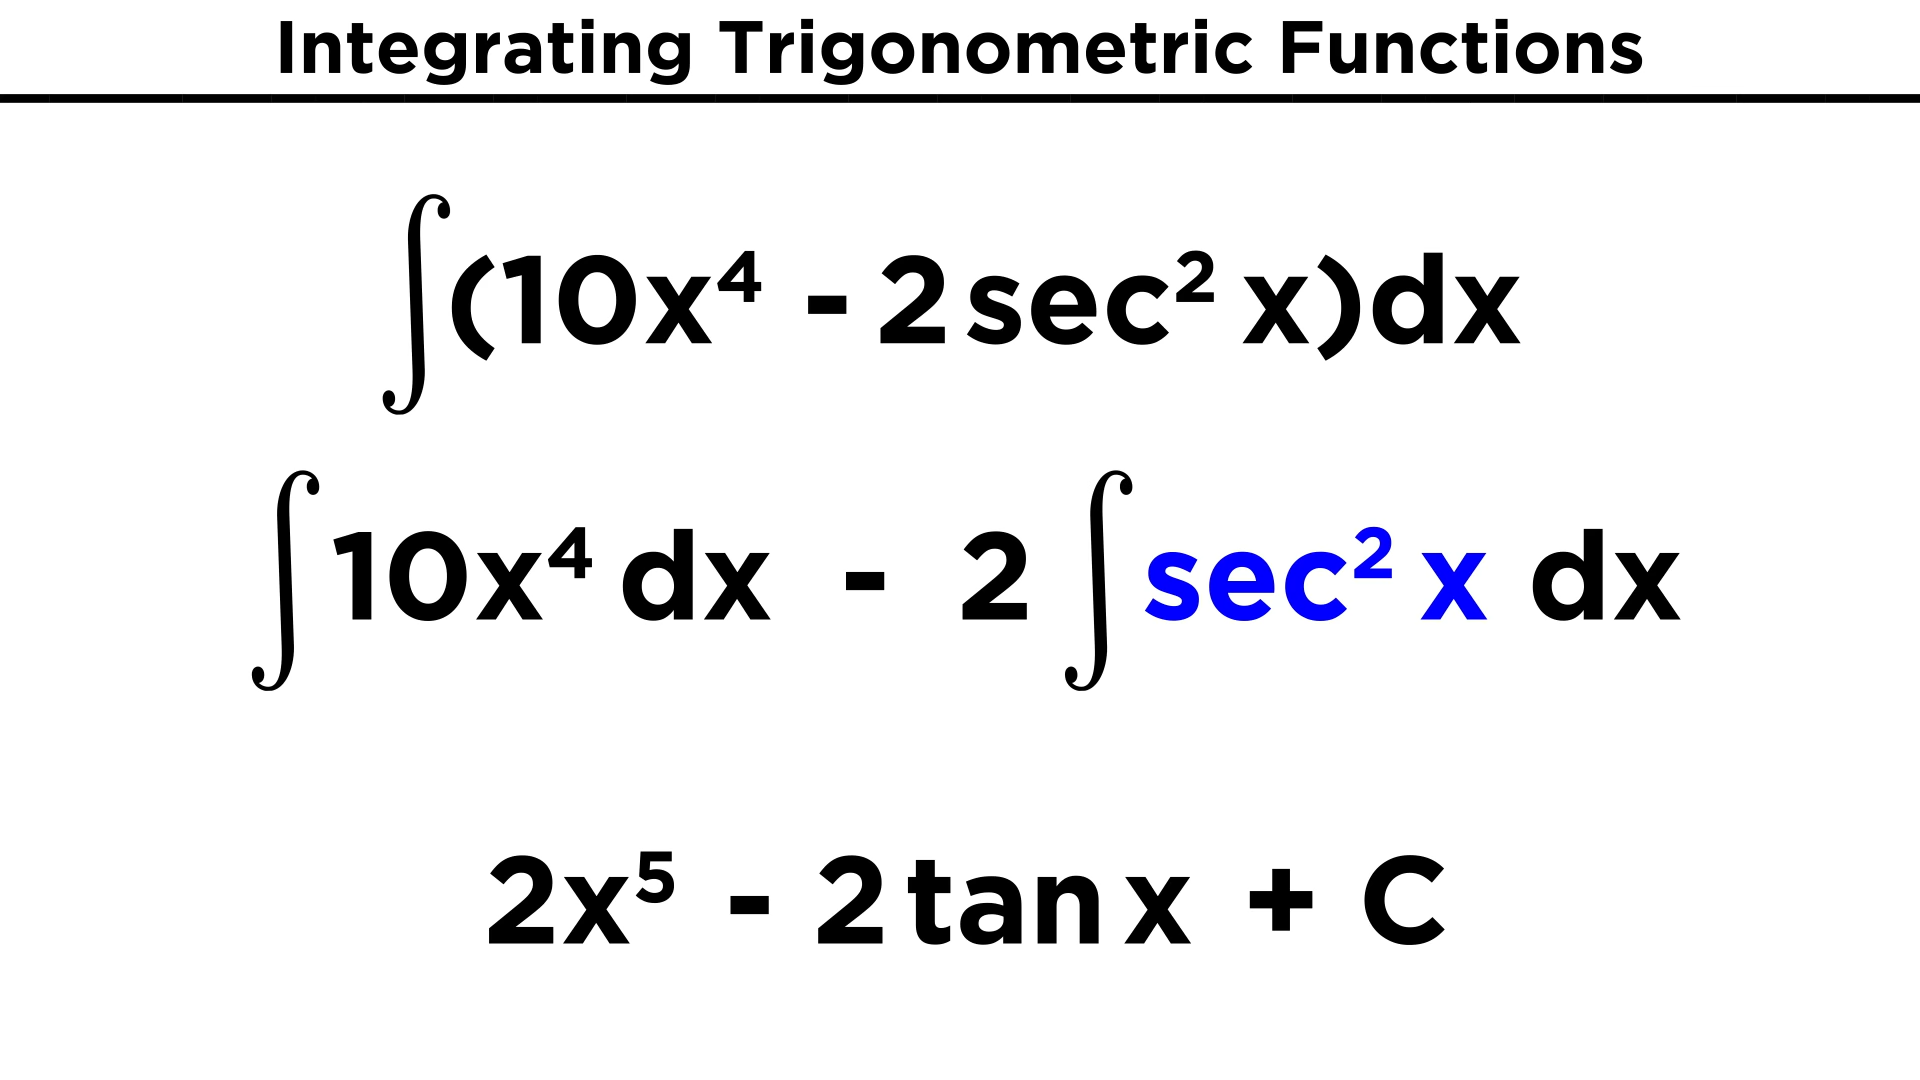 Integrating Trigonometric Functions
∫(10x⁴ - 2 sec² x)dx
∫10x⁴ dx - 2 ∫sec² x dx
2x⁵ - 2 tan x + C